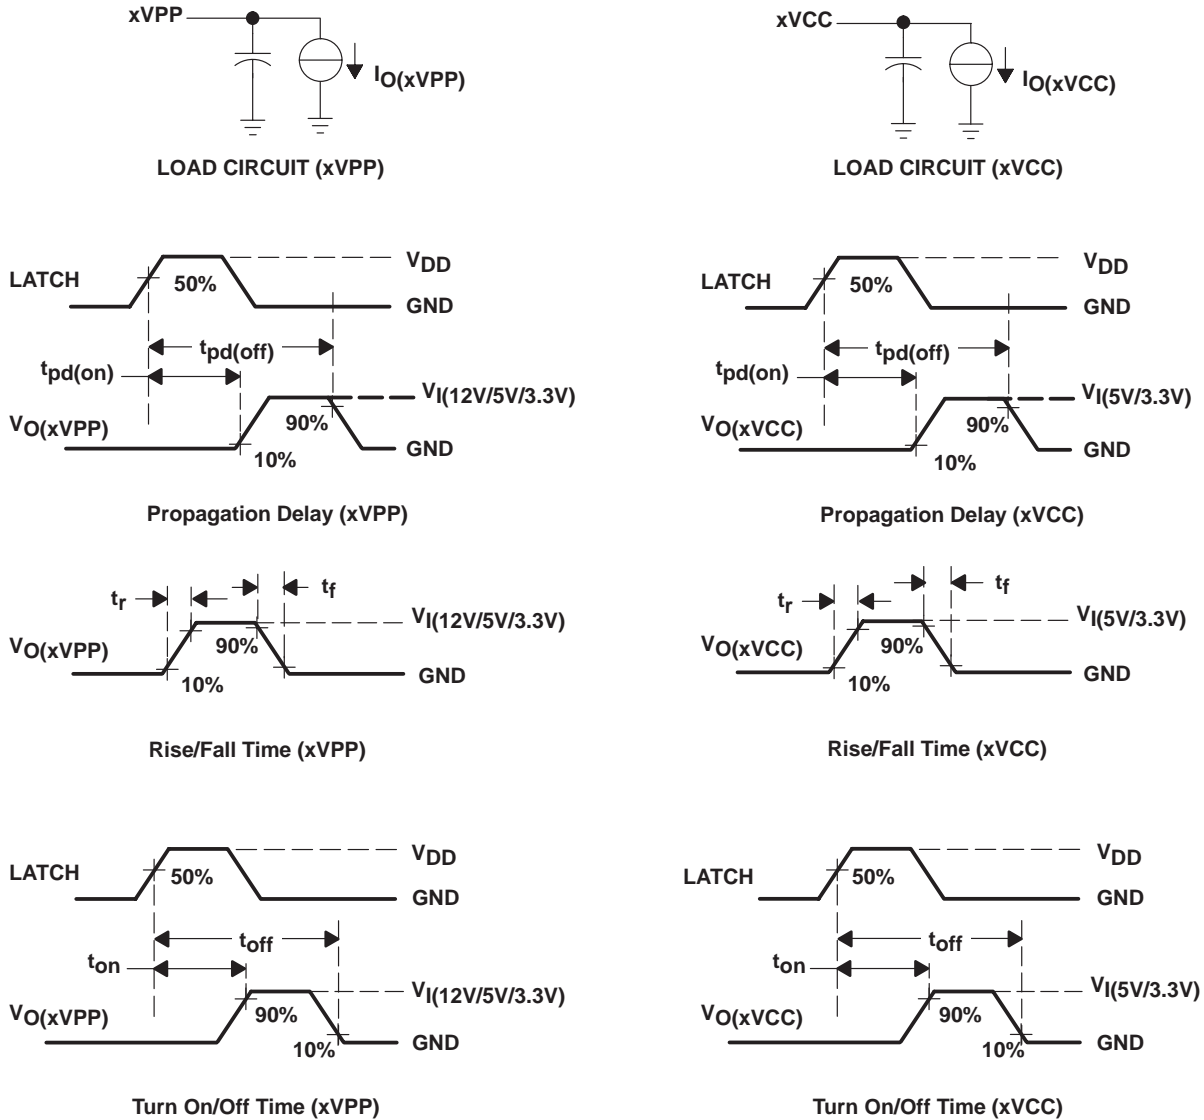 xVPP
IO(xVPP)
LOAD CIRCUIT (xVPP)
xVCC
IO(xVCC)
LOAD CIRCUIT (xVCC)
LATCH
50%
VDD
GND
tpd(off)
tpd(on)
VI(12V/5V/3.3V)
VO(xVPP)
90%
10%
GND
Propagation Delay (xVPP)
LATCH
50%
VDD
GND
tpd(off)
tpd(on)
VI(5V/3.3V)
VO(xVCC)
90%
10%
GND
Propagation Delay (xVCC)
tr
tf
VI(12V/5V/3.3V)
VO(xVPP)
90%
10%
GND
Rise/Fall Time (xVPP)
tr
tf
VI(5V/3.3V)
VO(xVCC)
90%
10%
GND
Rise/Fall Time (xVCC)
LATCH
50%
VDD
GND
toff
ton
VI(12V/5V/3.3V)
VO(xVPP)
90%
10%
GND
Turn On/Off Time (xVPP)
LATCH
50%
VDD
GND
toff
ton
VI(5V/3.3V)
VO(xVCC)
90%
10%
GND
Turn On/Off Time (xVCC)